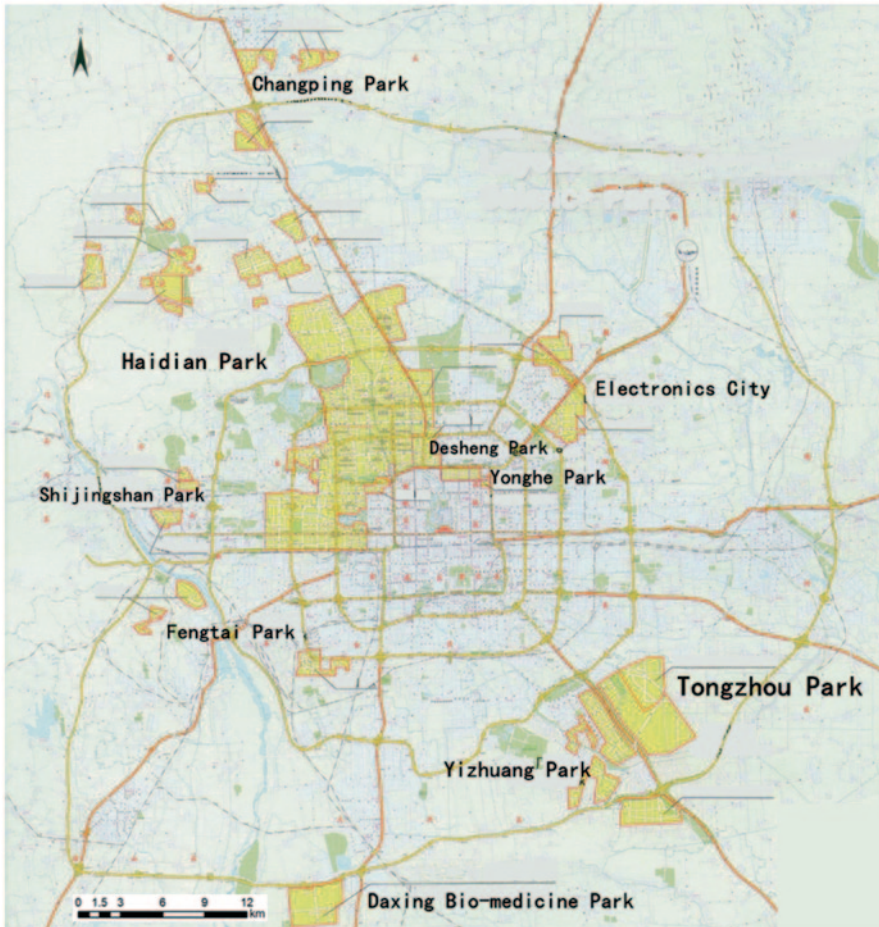 N
Changping Park
Haidian Park
Electronics City
Desheng Park
Yonghe Park
Shijingshan Park
Fengtai Park
Tongzhou Park
Yizhuang Park
Daxing Bio-medicine Park
0 1.5 3 6 9 12
km